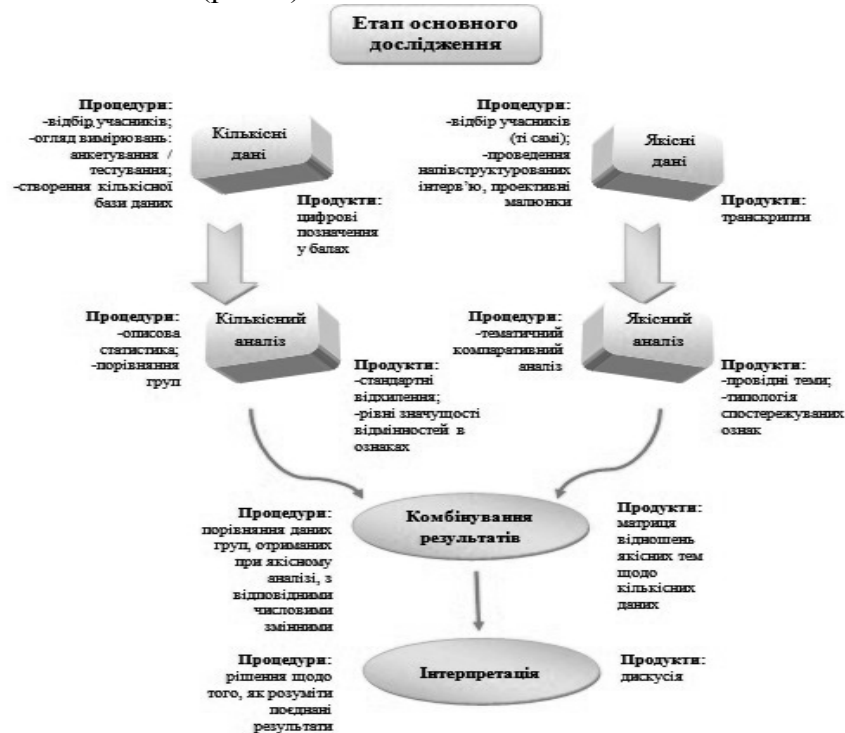 Етап основного
дослідження
Процедури:
-відбір учасників;
-огляд вимірювань:
анкетування /
тестування;
-створення кількісної
бази даних
Кількісні
дані
Продукти:
цифрові
позначення
у балах
Процедури:
-відбір учасників
(ті самі);
-проведення
напівструктурованих
інтерв’ю, проективні
малюнки
Якісні
дані
Продукти:
транскрипти
Процедури:
-описова
статистика;
-порівняння
груп
Кількісний
аналіз
Продукти:
-стандартні
відхилення;
-рівні значущості
відмінностей в
ознаках
Процедури:
-тематичний
компаративний
аналіз
Якісний
аналіз
Продукти:
-провідні теми;
-типологія
спостережуваних
ознак
Процедури:
порівняння даних
груп, отриманих
при якісному
аналізі, з
відповідними
числовими
змінними
Комбінування
результатів
Продукти:
матриця
відношень
якісних тем
щодо
кількісних
даних
Процедури:
рішення щодо
того, як розуміти
поєднані
результати
Інтерпретація
Продукти:
дискусія